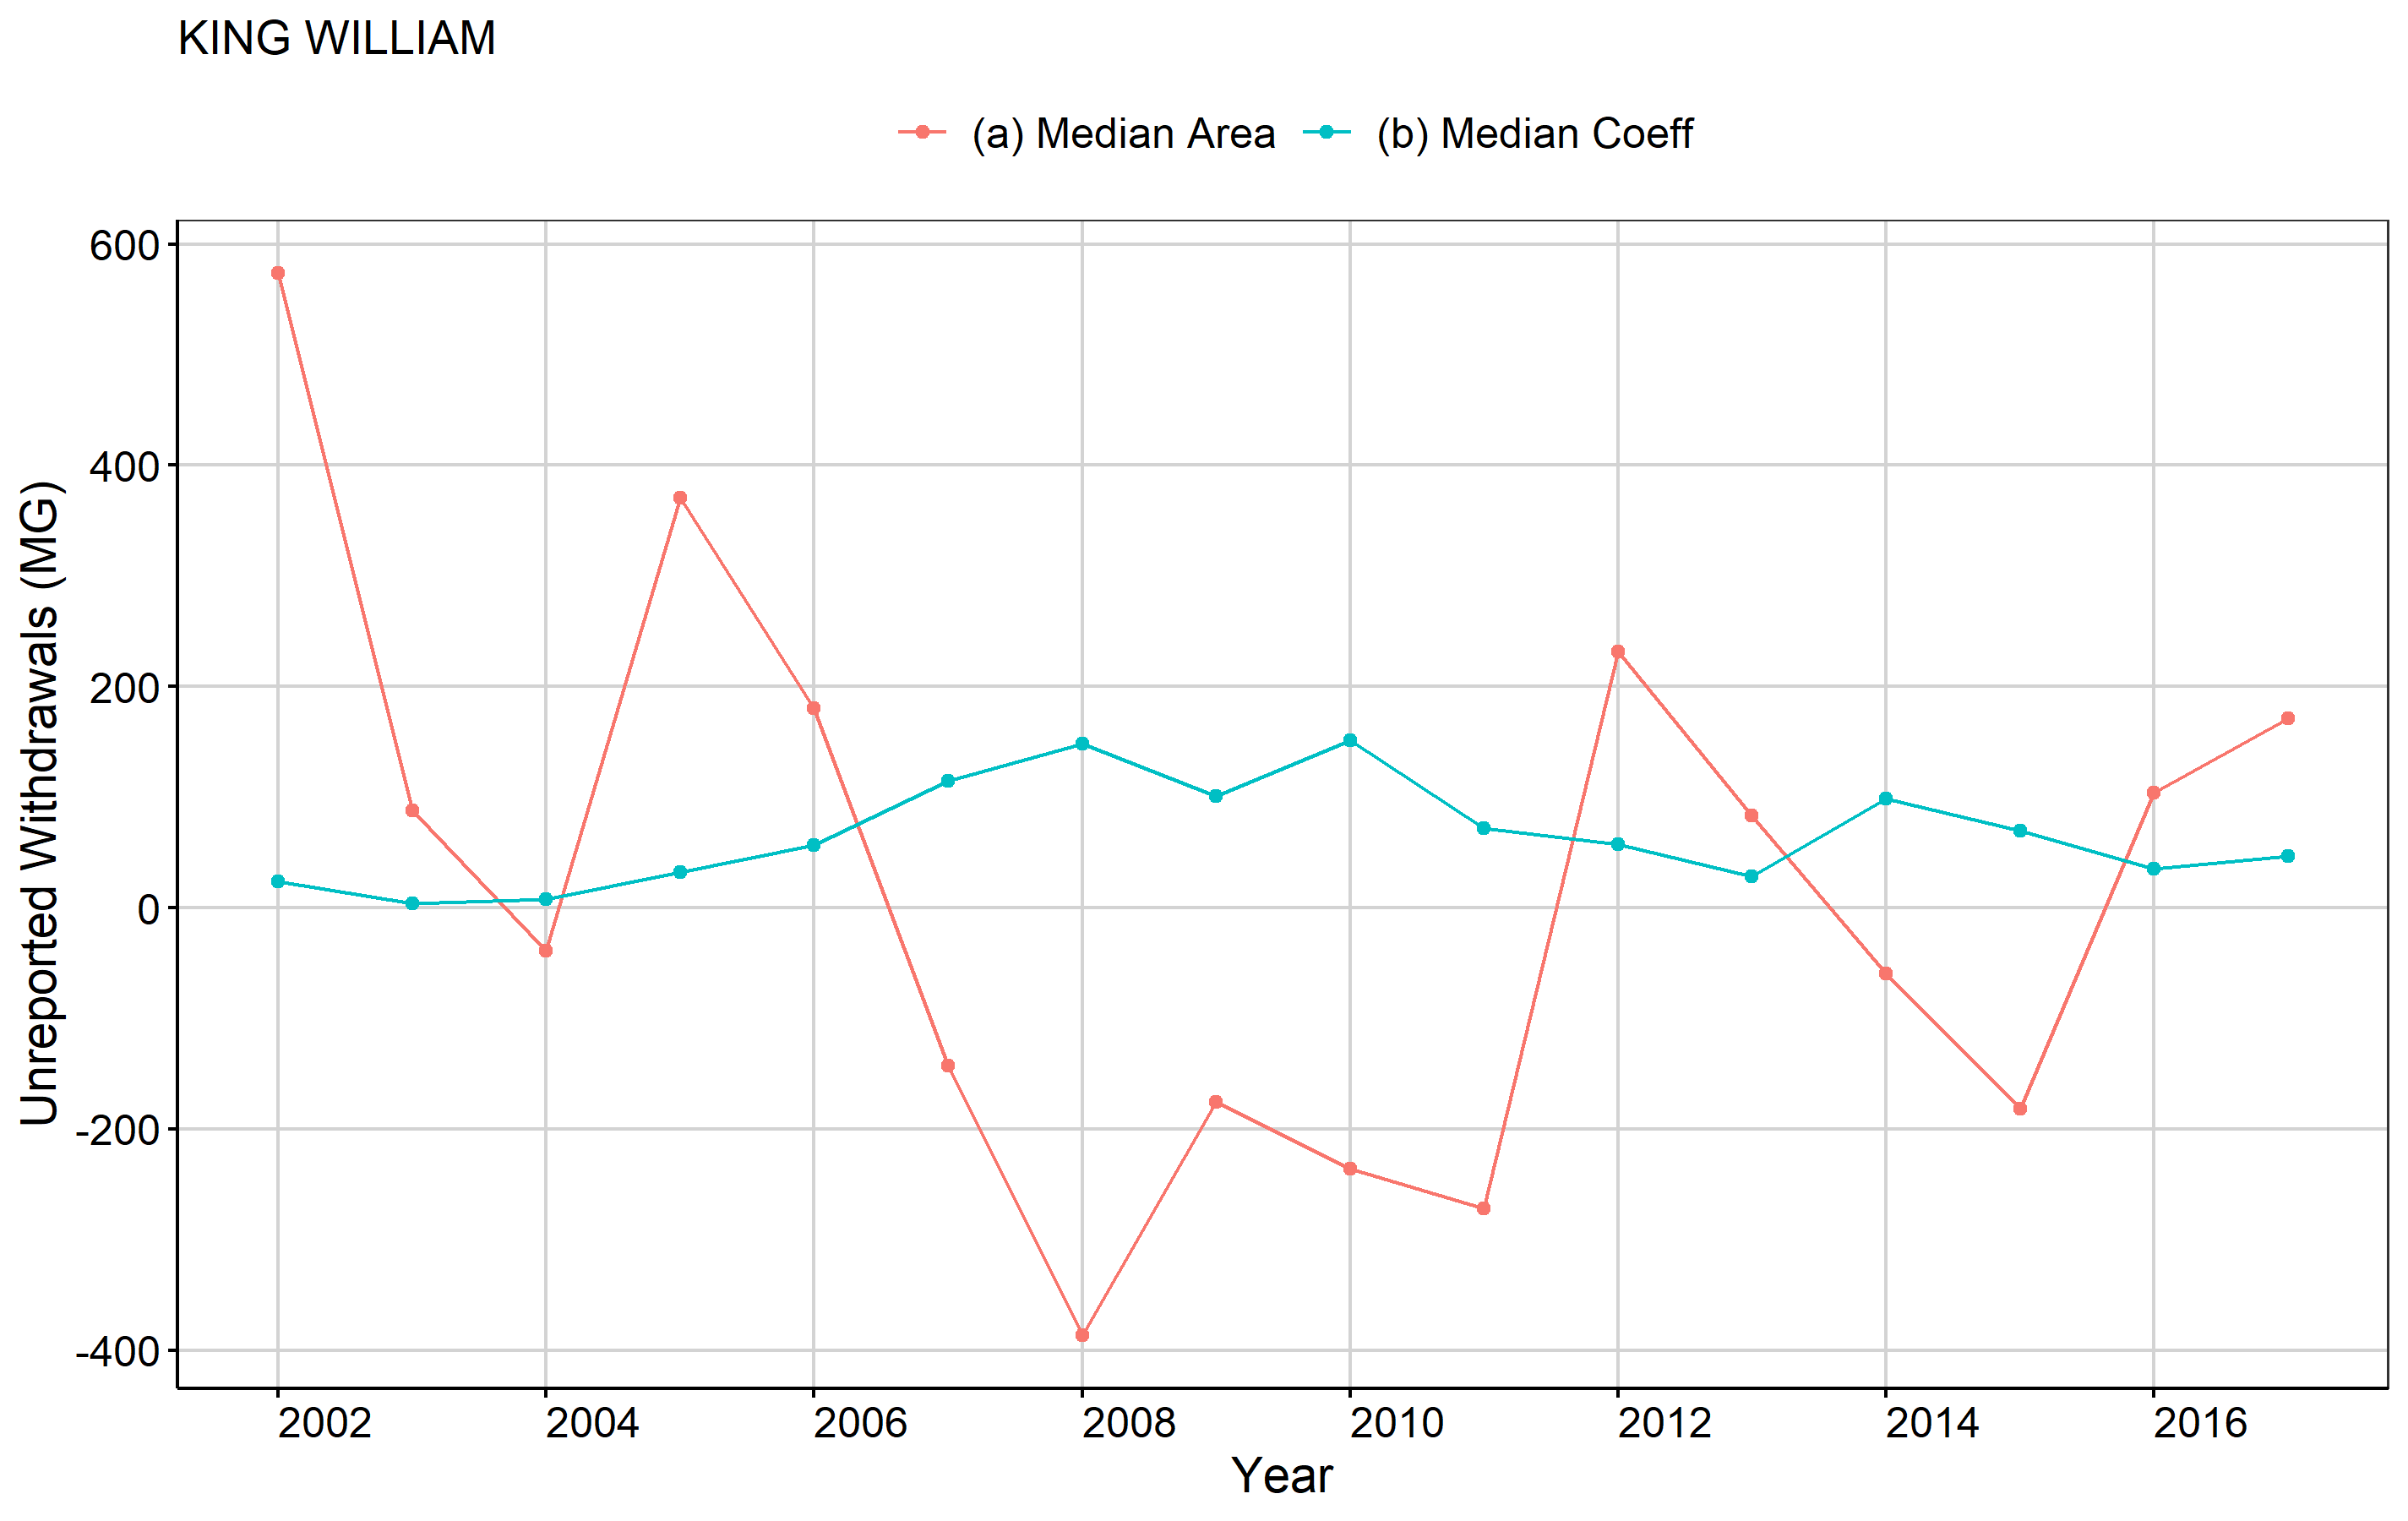 KING WILLIAM
(a) Median Area (b) Median Coeff
Unreported Withdrawals (MG)
600
400
200
0
-200
-400
2002 2004 2006 2008 2010 2012 2014 2016
Year